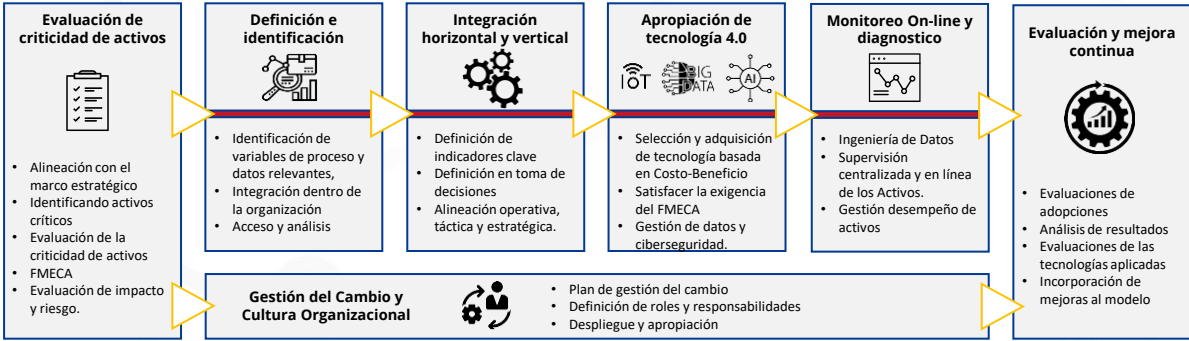 Evaluación de
criticidad de activos
• Alineación con el
marco estratégico
• Identificando activos
críticos
• Evaluación de la
criticidad de activos
• FMECA
• Evaluación de impacto
y riesgo.
Definición e
identificación
• Identificación de
variables de proceso y
datos relevantes,
• Integración dentro de
la organización
• Acceso y análisis
Integración
horizontal y vertical
• Definición de
indicadores clave
• Definición en toma de
decisiones
• Alineación operativa,
táctica y estratégica.
Apropiación de
tecnología 4.0
IoT
BIG
DATA
AI
• Selección y adquisición
de tecnología basada
en Costo-Beneficio
• Satisfacer la exigencia
del FMECA
• Gestión de datos y
ciberseguridad.
Monitoreo On-line y
diagnostico
• Ingeniería de Datos
• Supervisión
centralizada y en línea
de los Activos.
• Gestión desempeño de
activos
Evaluación y mejora
continua
• Evaluaciones de
adopciones
• Análisis de resultados
• Evaluaciones de las
tecnologías aplicadas
• Incorporación de
mejoras al modelo
Gestión del Cambio y
Cultura Organizacional
• Plan de gestión del cambio
• Definición de roles y responsabilidades
• Despliegue y apropiación